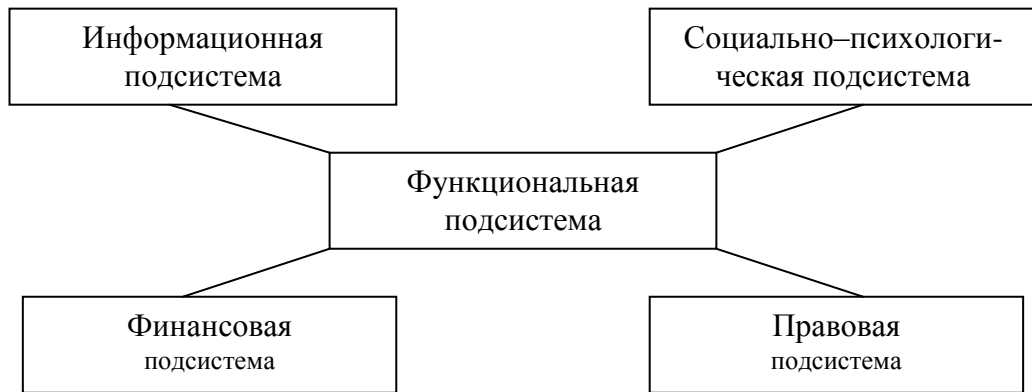 Информационная
подсистема
Социально–психологи-
ческая подсистема
Функциональная
подсистема
Финансовая
подсистема
Правовая
подсистема